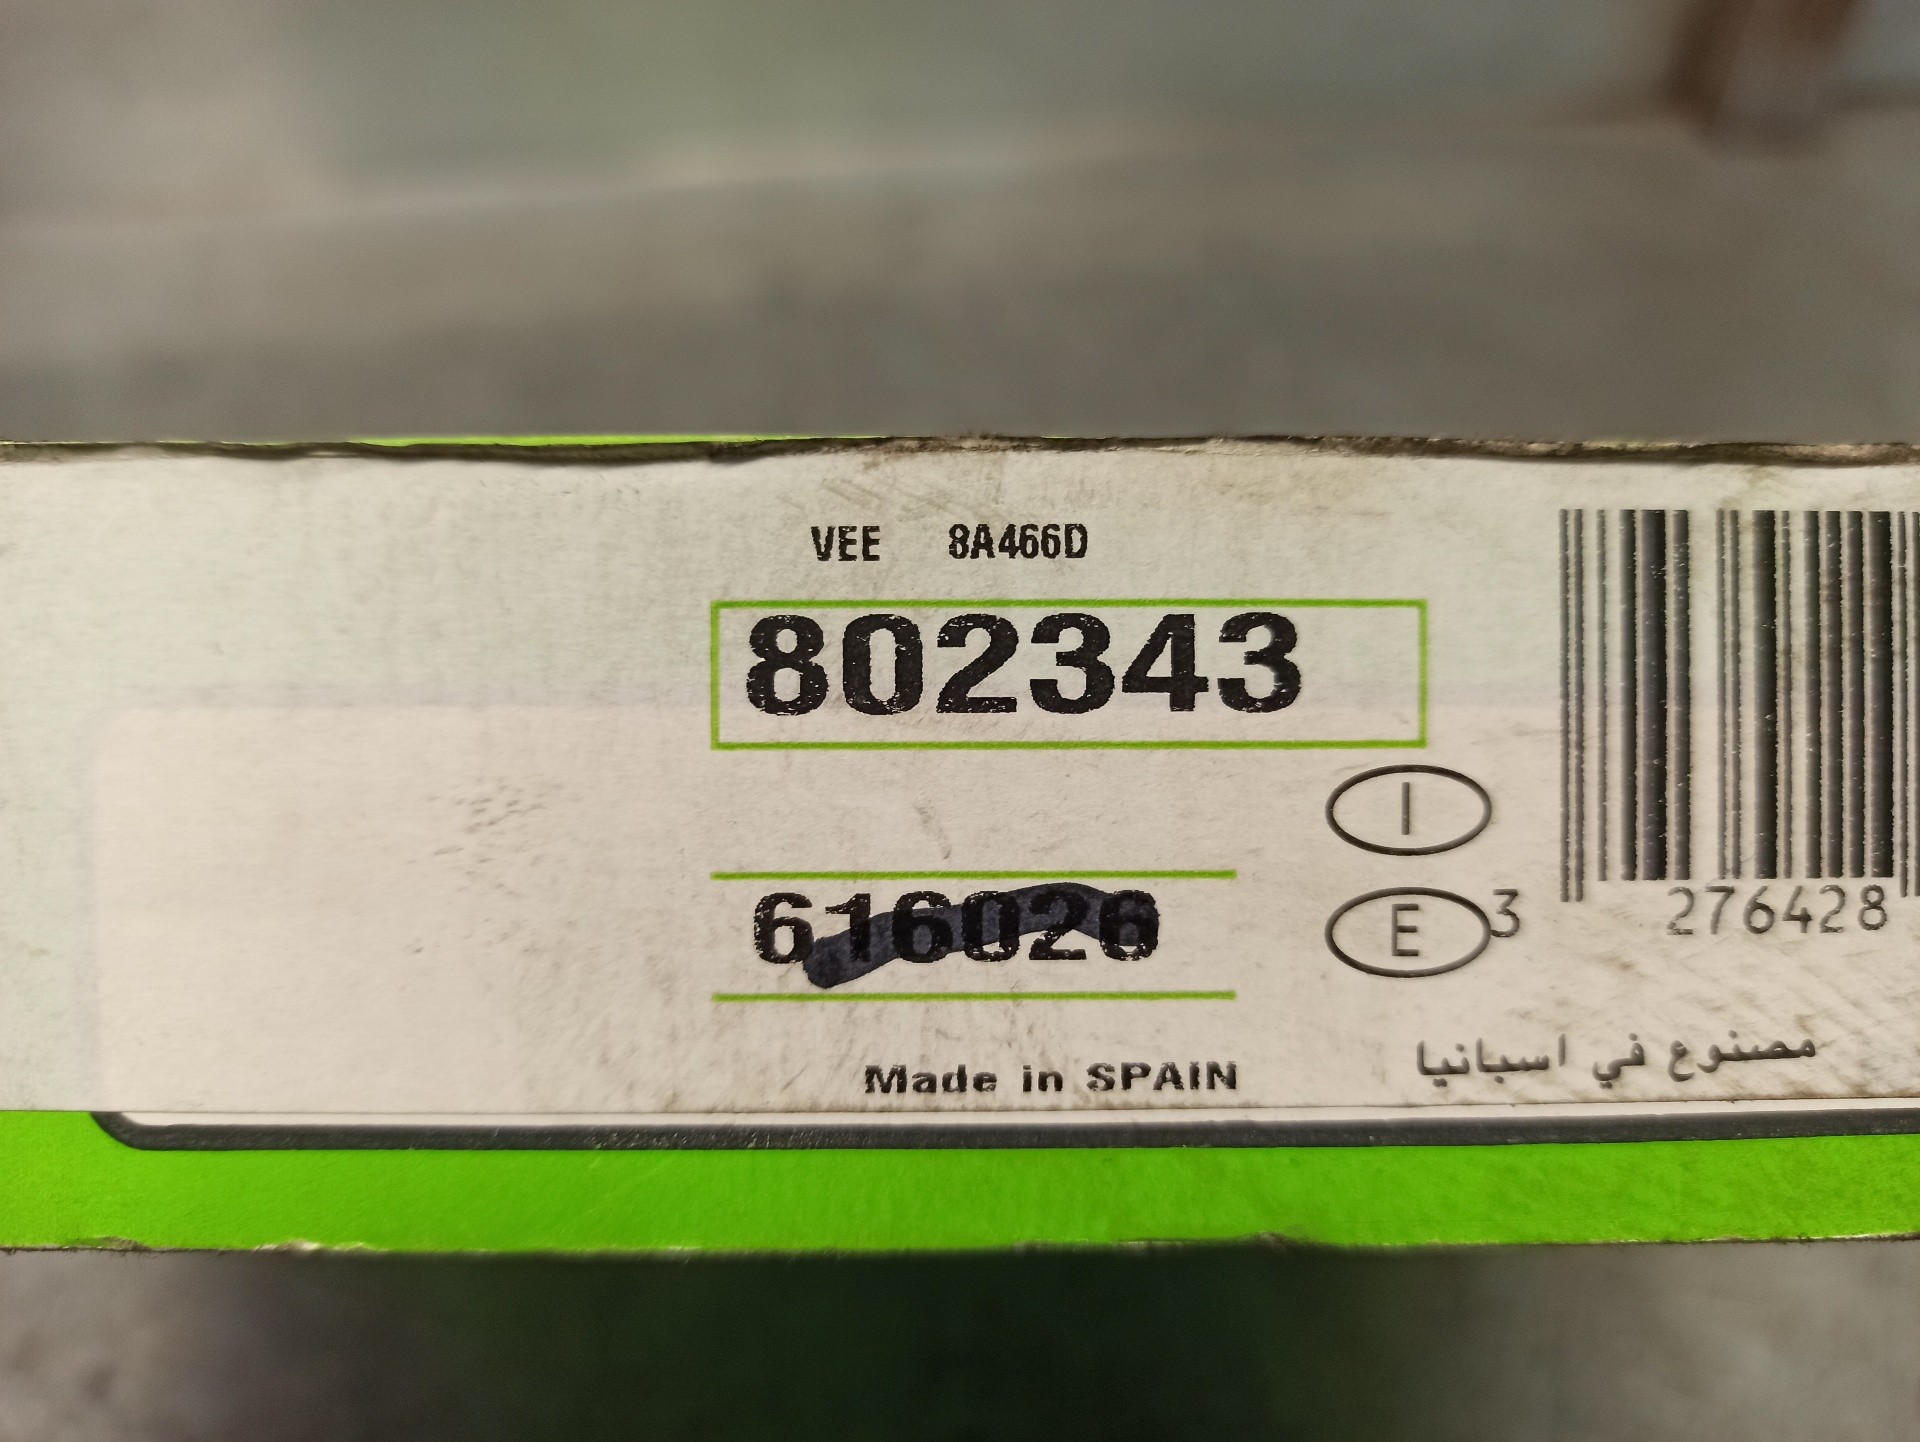 VEE 8A466D
802343
I
616026
E
3 276428
Made in SPAIN
مصنوع في اسبانيا